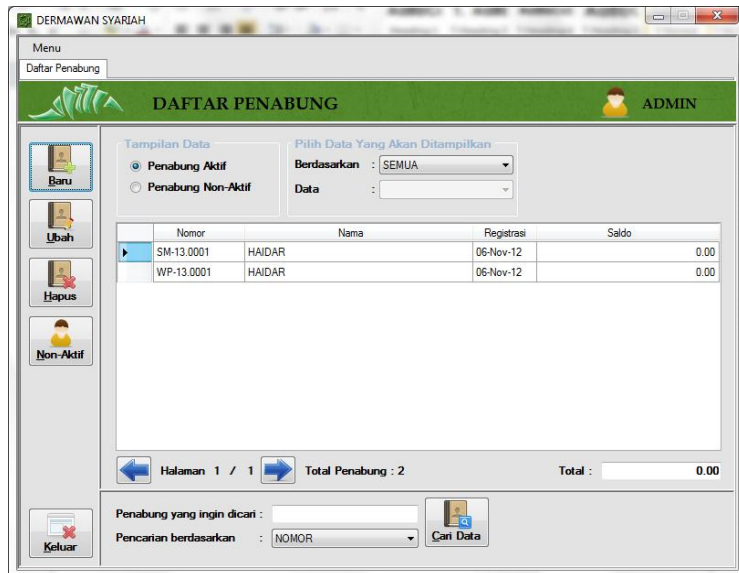 DERMAWAN SYARIAH
Menu
Daftar Penabung
DAFTAR PENABUNG
ADMIN
Baru
Ubah
Hapus
Non-Aktif
Keluar
Tampilan Data
Penabung Aktif
Penabung Non-Aktif
Pilih Data Yang Akan Ditampilkan
Berdasarkan : SEMUA
Data :
Nomor Nama Registrasi Saldo
SM-13.0001 HAIDAR 06-Nov-12 0.00
WP-13.0001 HAIDAR 06-Nov-12 0.00
Halaman 1 / 1 Total Penabung : 2 Total : 0.00
Penabung yang ingin dicari :
Pencarian berdasarkan : NOMOR
Cari Data